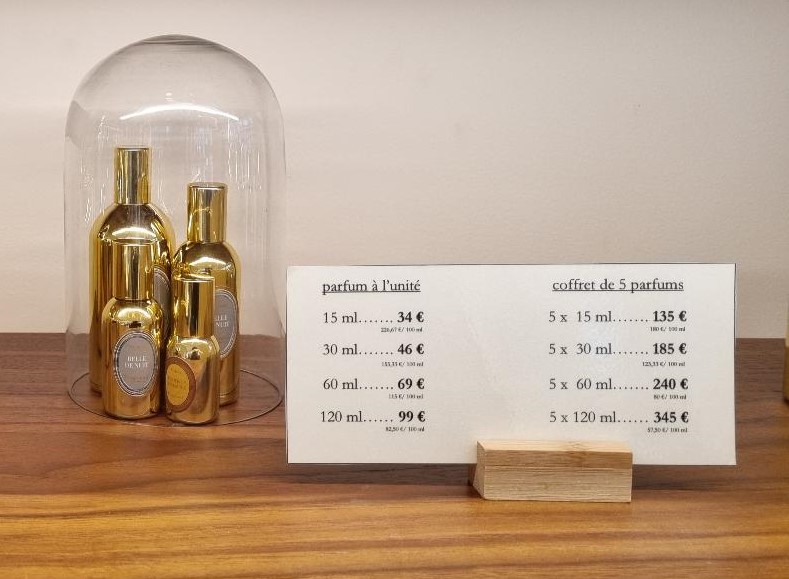 parfum à l'unité
15 ml....... 34 €
226,67 €/ 100 ml
30 ml....... 46 €
153,33 €/ 100 ml
60 ml....... 69 €
115 €/ 100 ml
120 ml...... 99 €
82,50 €/ 100 ml
coffret de 5 parfums
5 x 15 ml....... 135 €
180 €/ 100 ml
5 x 30 ml....... 185 €
123,33 €/ 100 ml
5 x 60 ml....... 240 €
80 €/ 100 ml
5 x 120 ml...... 345 €
57,50 €/ 100 ml
BELLE
DE NUIT